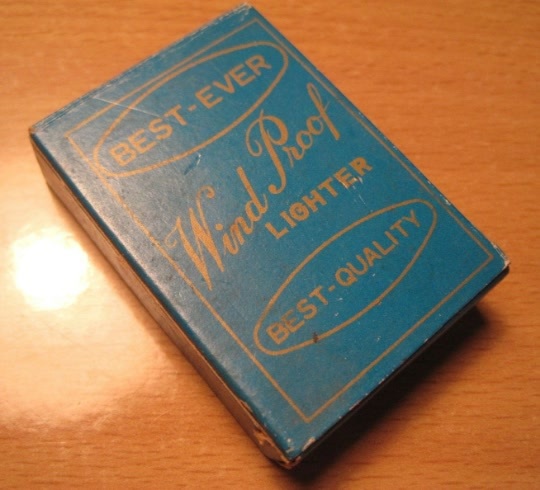 BEST-EVER
Wind Proof
LIGHTER
BEST-QUALITY